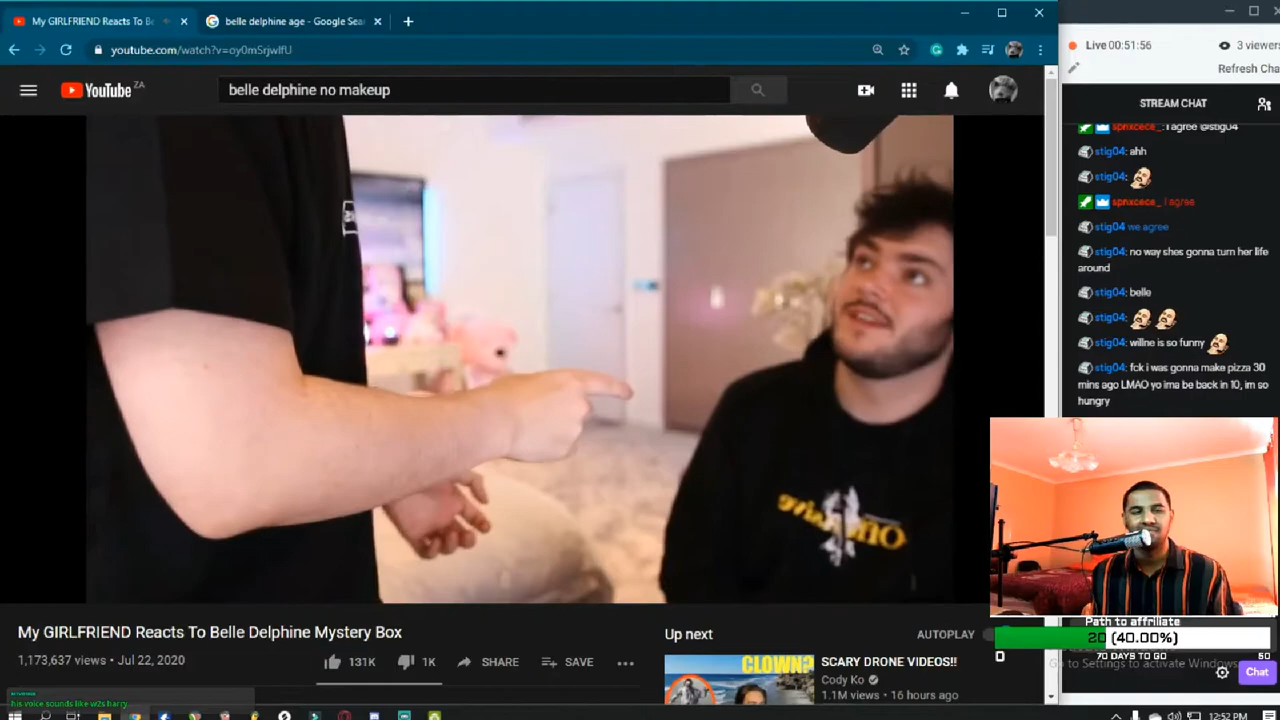 My GIRLFRIEND Reacts To Be
belle delphine age - Google Sea
youtube.com/watch?v=oy0mSrjwlfU
YouTube ZA
belle delphine no makeup
Live 00:51:56
3 viewers
Refresh Cha
STREAM CHAT
spnxcece_: I agree @stig04
stig04: ahh
stig04:
spnxcece_ I agree
stig04 we agree
stig04: no way shes gonna turn her life
around
stig04: belle
stig04:
stig04: willne is so funny
stig04: fck i was gonna make pizza 30
mins ago LMAO yo ima be back in 10, im so
hungry
My GIRLFRIEND Reacts To Belle Delphine Mystery Box
1,173,637 views • Jul 22, 2020
131K
1K
SHARE
SAVE
Up next
AUTOPLAY
CLOWN?
SCARY DRONE VIDEOS!!
Cody Ko
1.1M views • 16 hours ago
Path to affriliate
20 (40.00%)
0
70 DAYS TO GO
50
Go to Settings to activate Windows
Chat
his voice sounds like w2s harry
12:52 PM